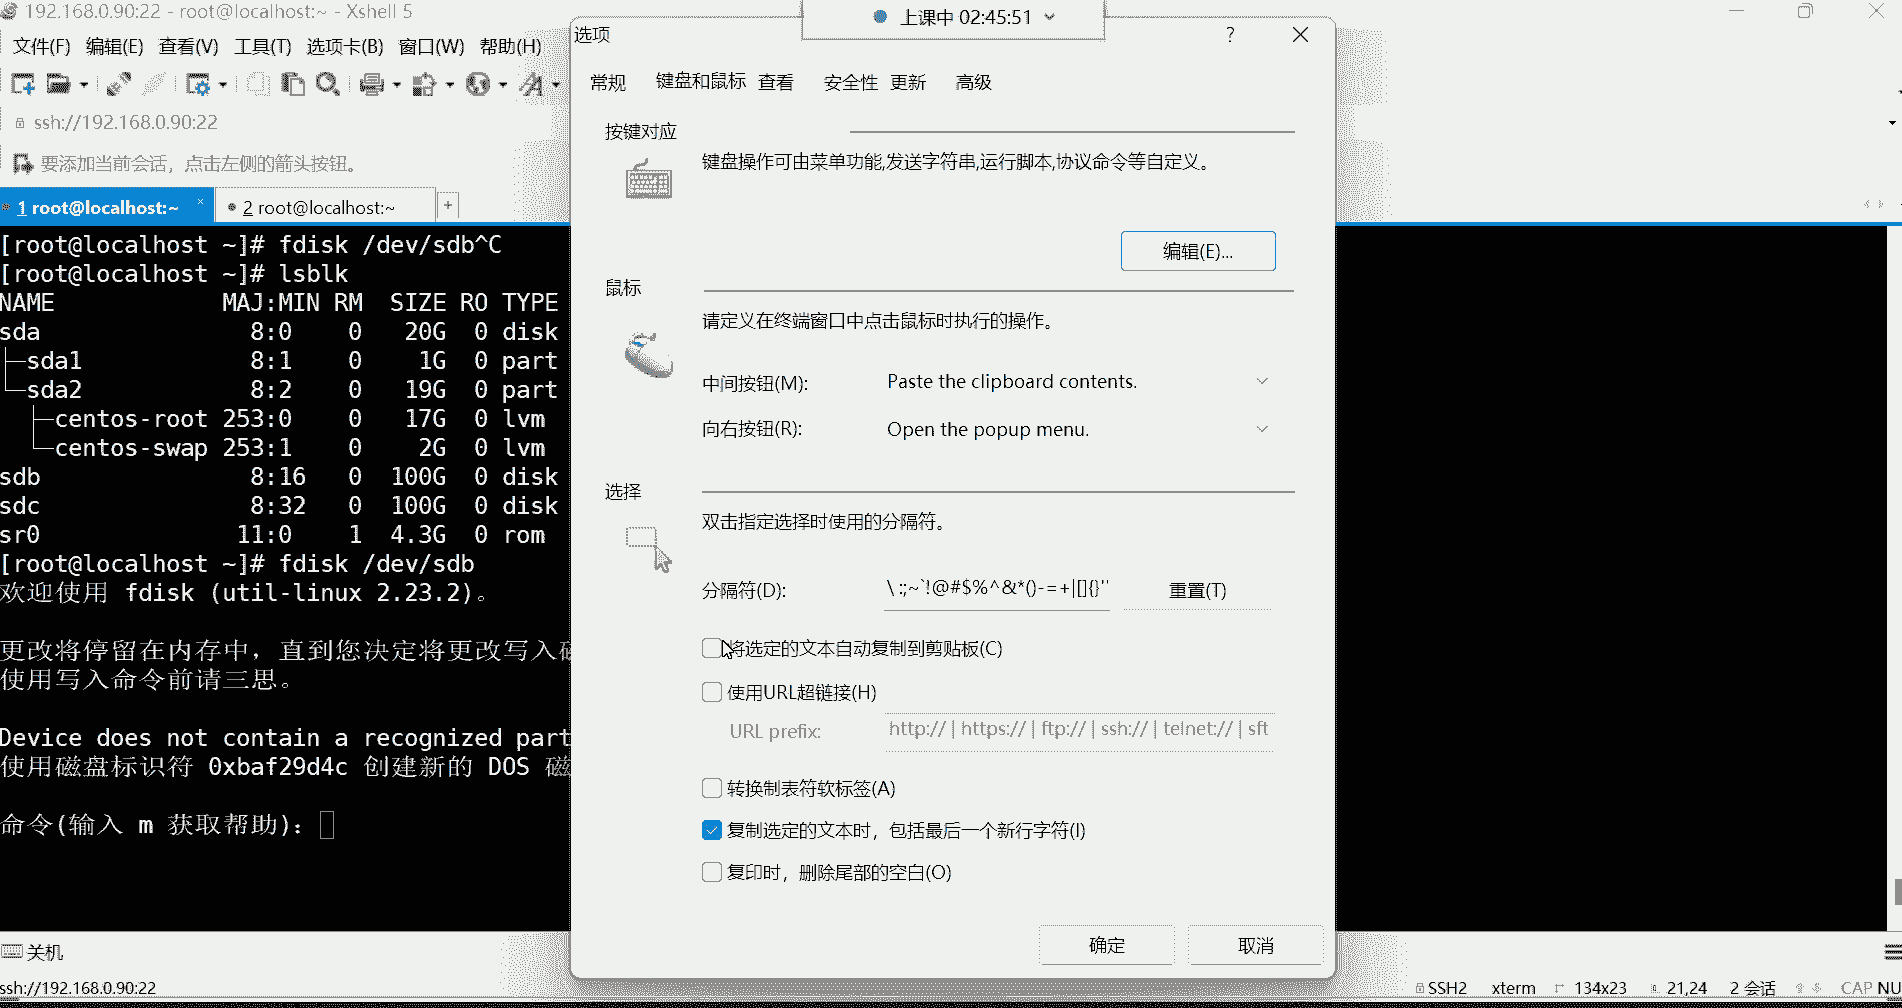 192.168.0.90:22 - root@localhost:~ - Xshell 5
上课中 02:45:51
文件(F) 编辑(E) 查看(V) 工具(T) 选项卡(B) 窗口(W) 帮助(H)
ssh://192.168.0.90:22
要添加当前会话，点击左侧的箭头按钮。
1 root@localhost:~ × 2 root@localhost:~ +
[root@localhost ~]# fdisk /dev/sdb^C
[root@localhost ~]# lsblk
NAME MAJ:MIN RM SIZE RO TYPE
sda 8:0 0 20G 0 disk
├─sda1 8:1 0 1G 0 part
└─sda2 8:2 0 19G 0 part
├─centos-root 253:0 0 17G 0 lvm
└─centos-swap 253:1 0 2G 0 lvm
sdb 8:16 0 100G 0 disk
sdc 8:32 0 100G 0 disk
sr0 11:0 1 4.3G 0 rom
[root@localhost ~]# fdisk /dev/sdb
欢迎使用 fdisk (util-linux 2.23.2)。
更改将停留在内存中，直到您决定将更改写入
使用写入命令前请三思。
Device does not contain a recognized part
使用磁盘标识符 0xbaf29d4c 创建新的 DOS 磁
命令(输入 m 获取帮助)：
选项 ?
常规 键盘和鼠标 查看 安全性 更新 高级
按键对应
键盘操作可由菜单功能,发送字符串,运行脚本,协议命令等自定义。
编辑(E)...
鼠标
请定义在终端窗口中点击鼠标时执行的操作。
中间按钮(M): Paste the clipboard contents.
向右按钮(R): Open the popup menu.
选择
双击指定选择时使用的分隔符。
分隔符(D): \ :;~`!@#$%^&*()-=+|[]{}'" 重置(T)
将选定的文本自动复制到剪贴板(C)
使用URL超链接(H)
URL prefix: http:// | https:// | ftp:// | ssh:// | telnet:// | sft
转换制表符软标签(A)
复制选定的文本时，包括最后一个新行字符(I)
复印时，删除尾部的空白(O)
确定 取消
关机
ssh://192.168.0.90:22 SSH2 xterm 134x23 21,24 2 会话 CAP NU